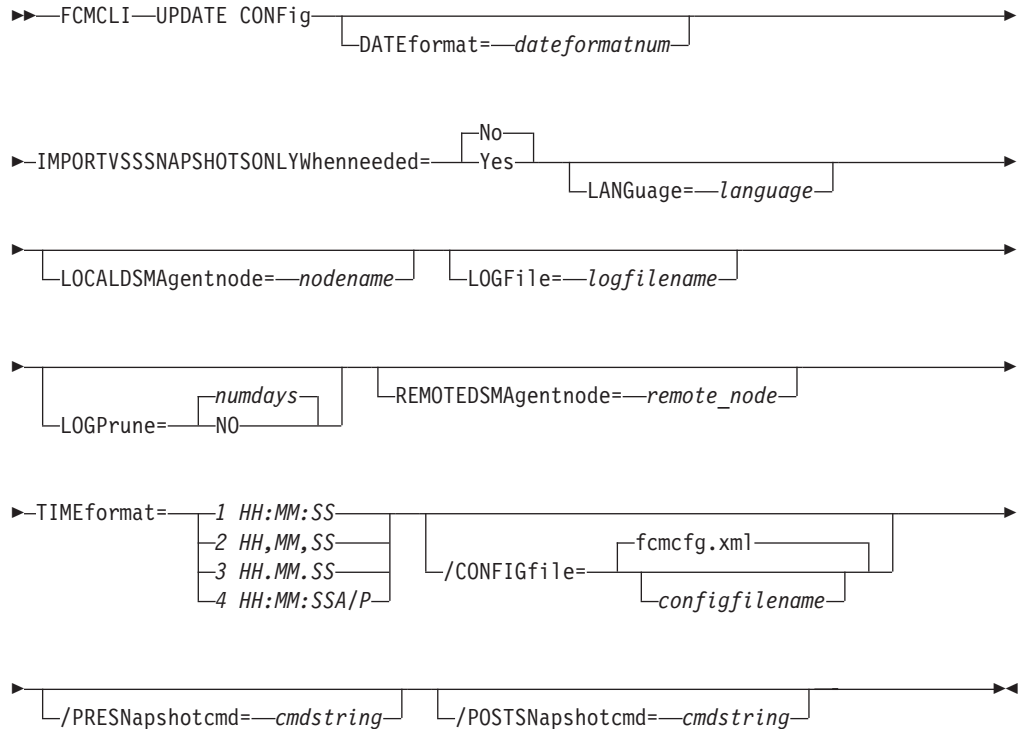 FCMCLI UPDATE CONFig
DATEformat= dateformatnum
No
IMPORTVSSSNAPSHOTSONLYWhenneeded= Yes
LANGuage= language
LOCALDSMAgentnode= nodename LOGFile= logfilename
numdays
LOGPrune= NO REMOTEDSMAgentnode= remote_node
TIMEformat= 1 HH:MM:SS
2 HH,MM,SS
3 HH.MM.SS
4 HH:MM:SSA/P
fcmcfg.xml
/CONFIGfile=
configfilename
/PRESNapshotcmd= cmdstring /POSTSNapshotcmd= cmdstring